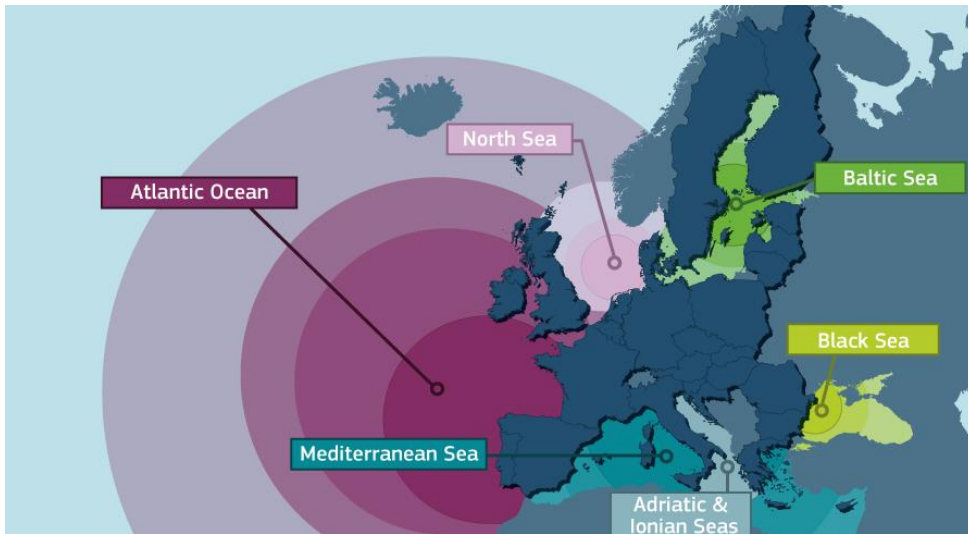 North Sea
Atlantic Ocean
Baltic Sea
Black Sea
Mediterranean Sea
Adriatic &
Ionian Seas